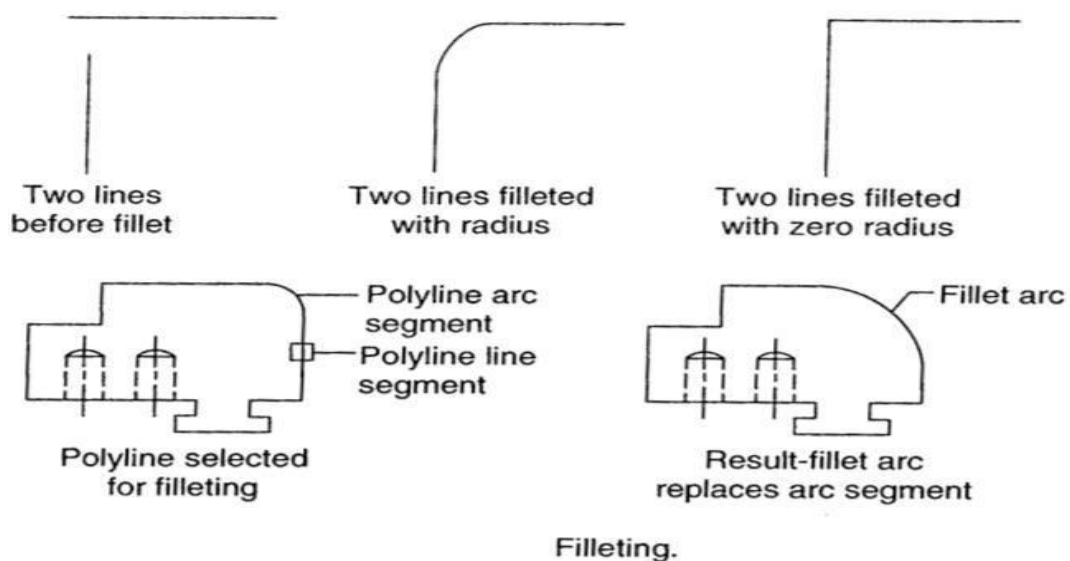 Two lines
before fillet
Two lines filleted
with radius
Two lines filleted
with zero radius
Polyline arc
segment
Polyline line
segment
Fillet arc
Polyline selected
for filleting
Result-fillet arc
replaces arc segment
Filleting.